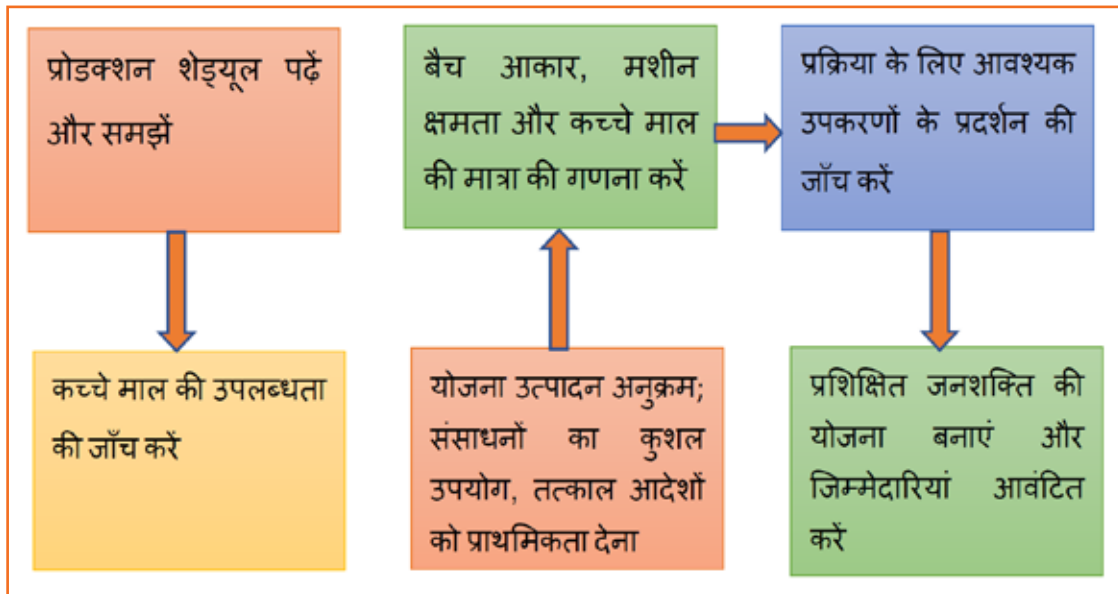 प्रोडक्शन शेड्यूल पढ़ें
और समझें
कच्चे माल की उपलब्धता
की जाँच करें
योजना उत्पादन अनुक्रम;
संसाधनों का कुशल
उपयोग, तत्काल आदेशों
को प्राथमिकता देना
बैच आकार, मशीन
क्षमता और कच्चे माल
की मात्रा की गणना करें
प्रक्रिया के लिए आवश्यक
उपकरणों के प्रदर्शन की
जाँच करें
प्रशिक्षित जनशक्ति की
योजना बनाएं और
जिम्मेदारियां आवंटित
करें